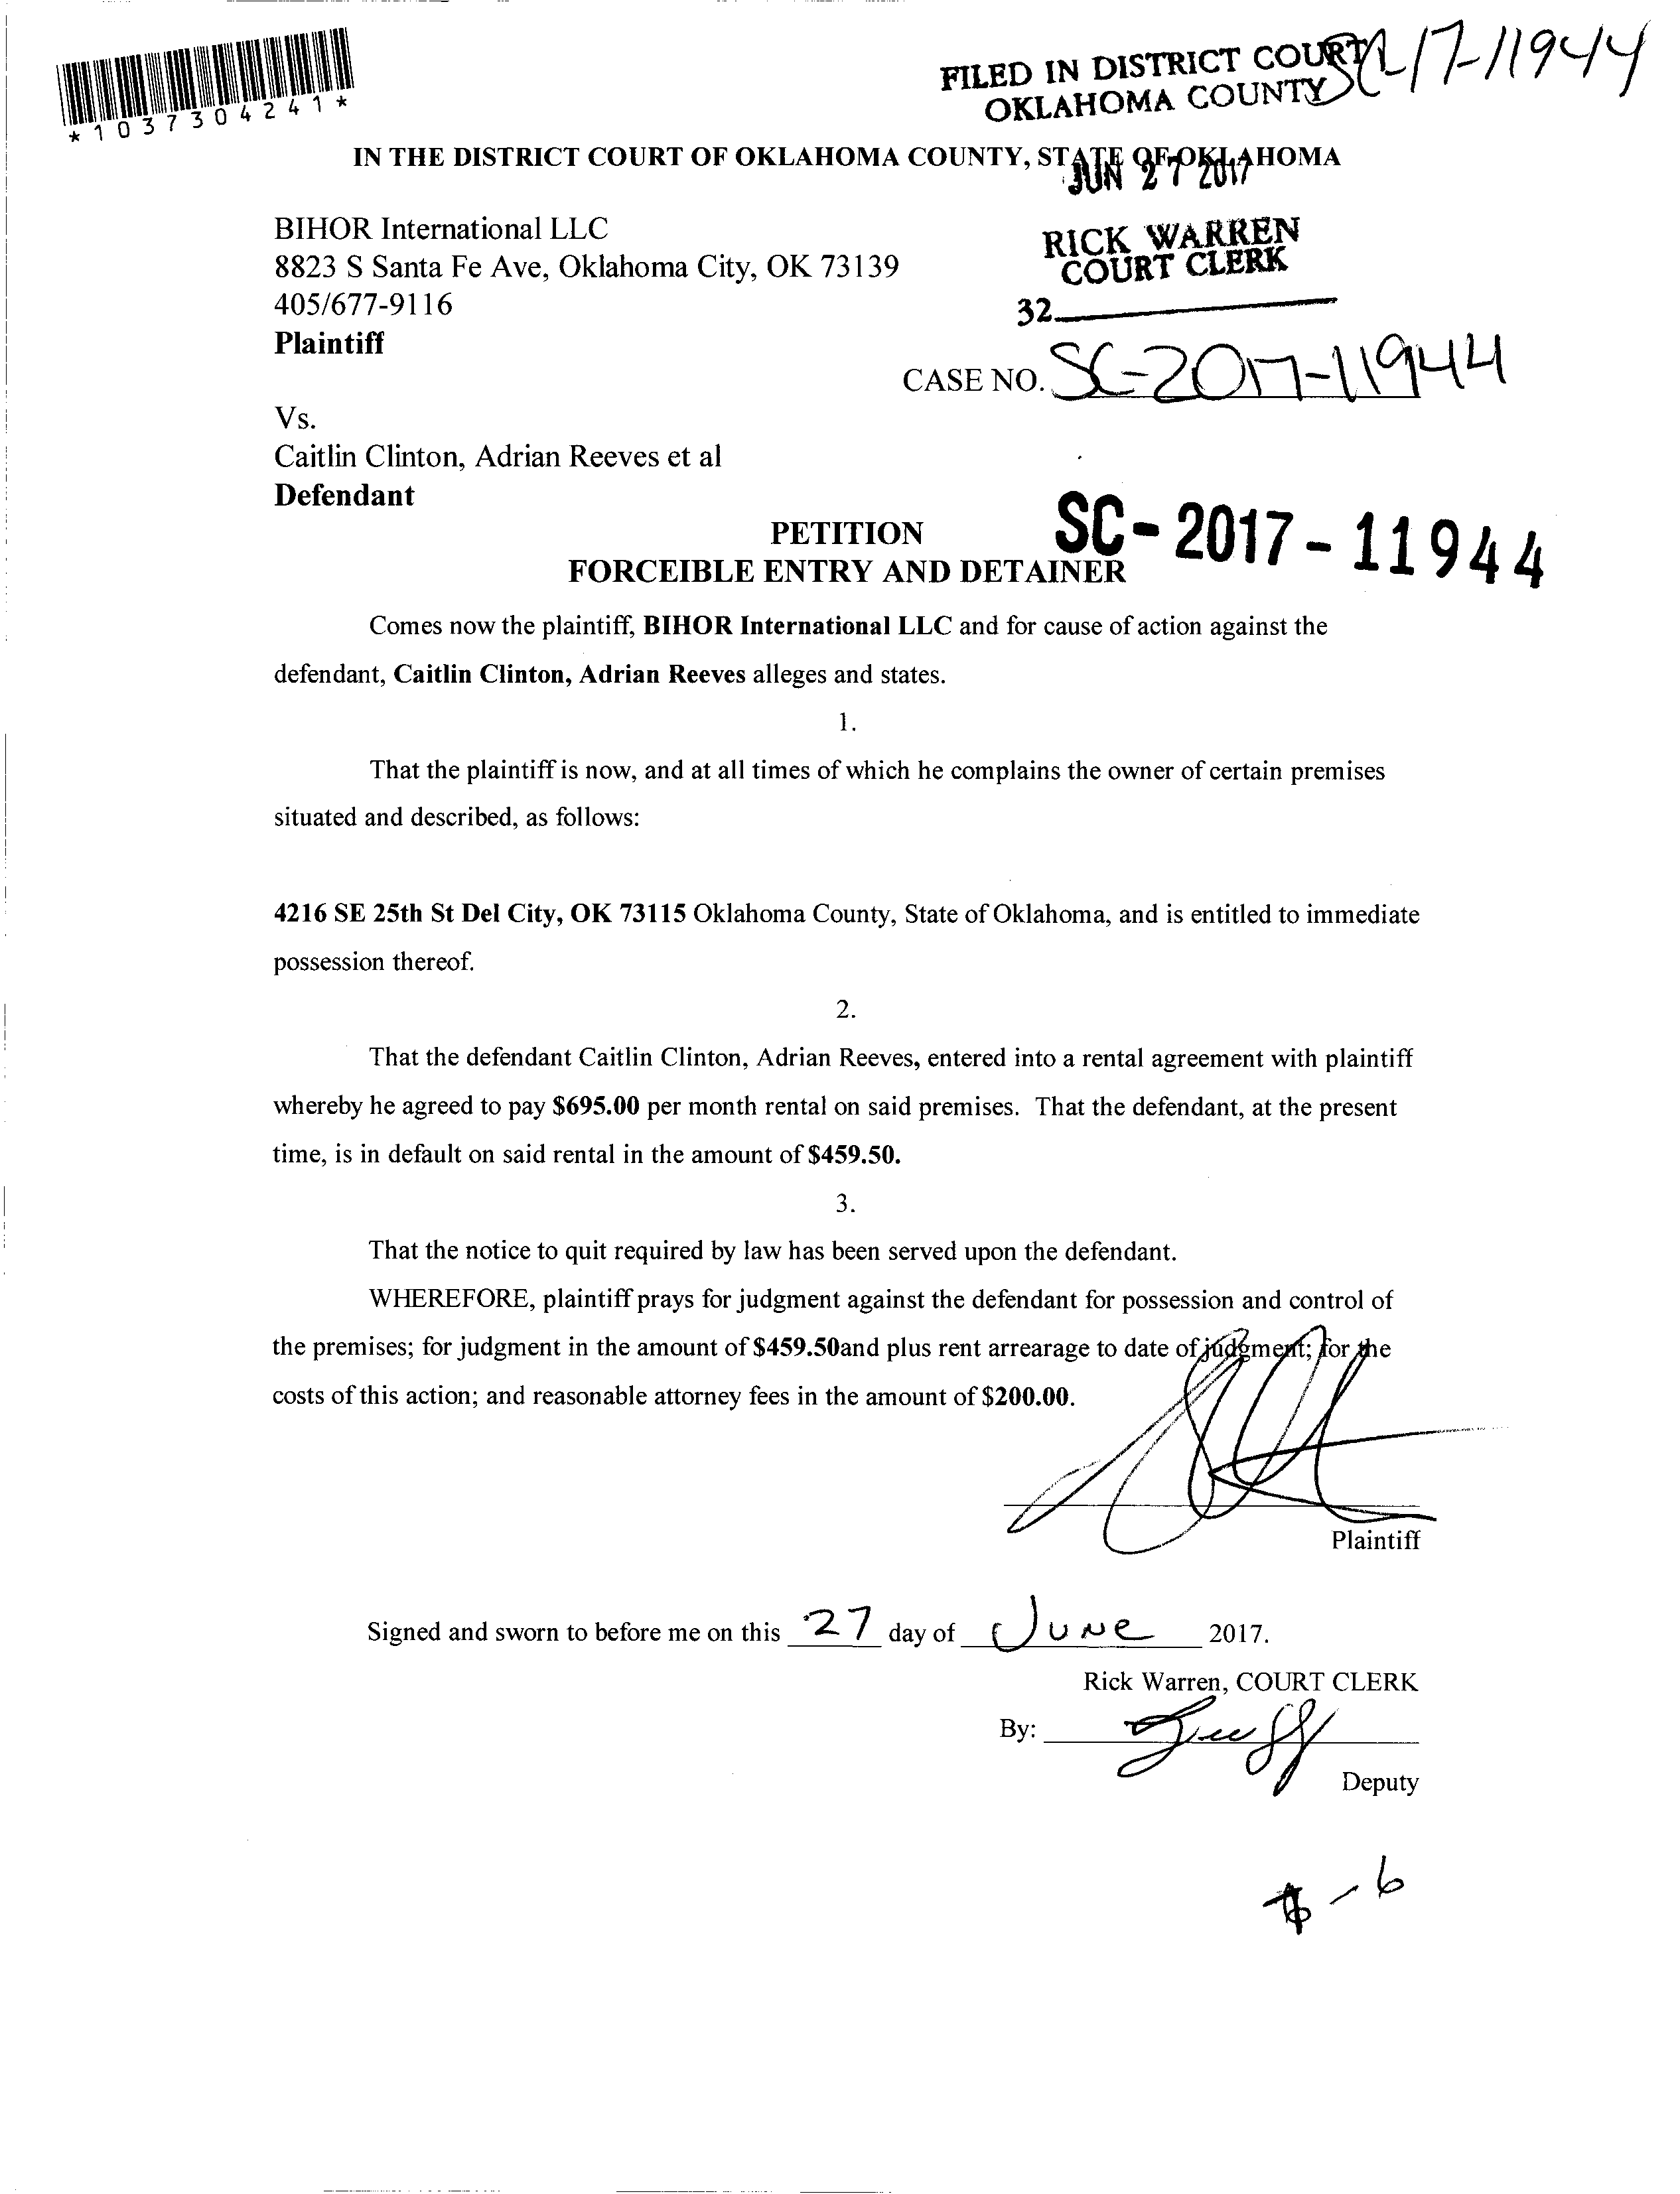 *1037304241*
FILED IN DISTRICT COURT
OKLAHOMA COUNTY
SC-17-11944
IN THE DISTRICT COURT OF OKLAHOMA COUNTY, STATE OF OKLAHOMA
JUN 27 2017
BIHOR International LLC
8823 S Santa Fe Ave, Oklahoma City, OK 73139
405/677-9116
Plaintiff
RICK WARREN
COURT CLERK
32
CASE NO. SC-2017-11944
Vs.
Caitlin Clinton, Adrian Reeves et al
Defendant
SC-2017-11944
PETITION
FORCEIBLE ENTRY AND DETAINER
Comes now the plaintiff, BIHOR International LLC and for cause of action against the
defendant, Caitlin Clinton, Adrian Reeves alleges and states.
1.
That the plaintiff is now, and at all times of which he complains the owner of certain premises
situated and described, as follows:
4216 SE 25th St Del City, OK 73115 Oklahoma County, State of Oklahoma, and is entitled to immediate
possession thereof.
2.
That the defendant Caitlin Clinton, Adrian Reeves, entered into a rental agreement with plaintiff
whereby he agreed to pay $695.00 per month rental on said premises. That the defendant, at the present
time, is in default on said rental in the amount of $459.50.
3.
That the notice to quit required by law has been served upon the defendant.
WHEREFORE, plaintiff prays for judgment against the defendant for possession and control of
the premises; for judgment in the amount of $459.50and plus rent arrearage to date of judgment; for the
costs of this action; and reasonable attorney fees in the amount of $200.00.
Plaintiff
Signed and sworn to before me on this 27 day of June 2017.
Rick Warren, COURT CLERK
By:
Deputy